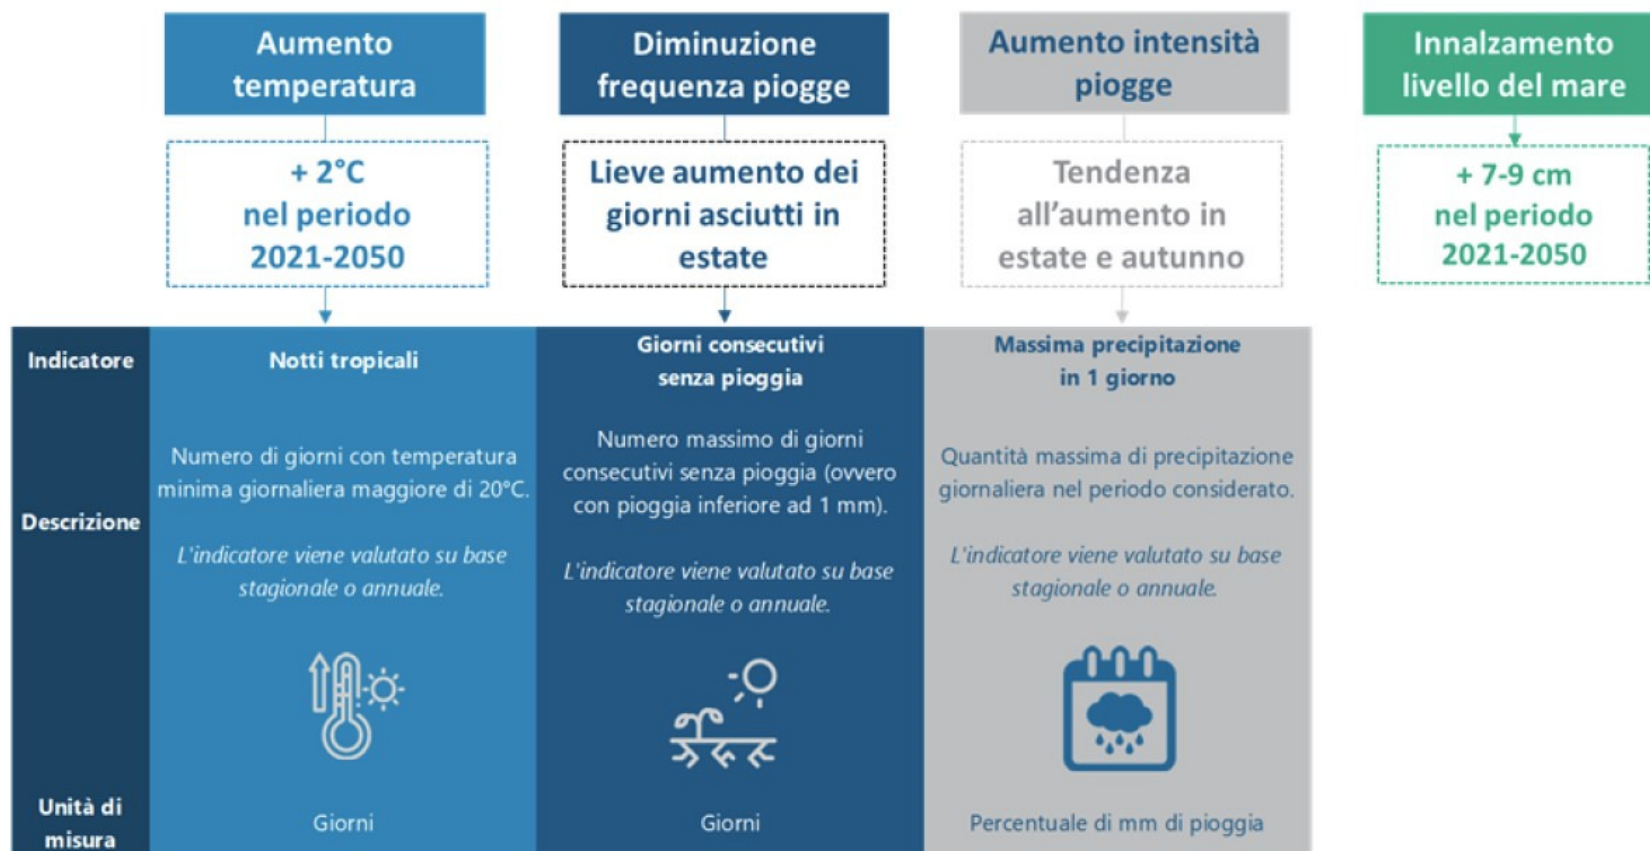 Aumento
temperatura
Diminuzione
frequenza piogge
Aumento intensità
piogge
Innalzamento
livello del mare
+ 2°C
nel periodo
2021-2050
Lieve aumento dei
giorni asciutti in
estate
Tendenza
all'aumento in
estate e autunno
+ 7-9 cm
nel periodo
2021-2050
Indicatore
Notti tropicali
Giorni consecutivi
senza pioggia
Massima precipitazione
in 1 giorno
Descrizione
Numero di giorni con temperatura
minima giornaliera maggiore di 20°C.
L'indicatore viene valutato su base
stagionale o annuale.
Numero massimo di giorni
consecutivi senza pioggia (ovvero
con pioggia inferiore ad 1 mm).
L'indicatore viene valutato su base
stagionale o annuale.
Quantità massima di precipitazione
giornaliera nel periodo considerato.
L'indicatore viene valutato su base
stagionale o annuale.
Unità di
misura
Giorni
Giorni
Percentuale di mm di pioggia